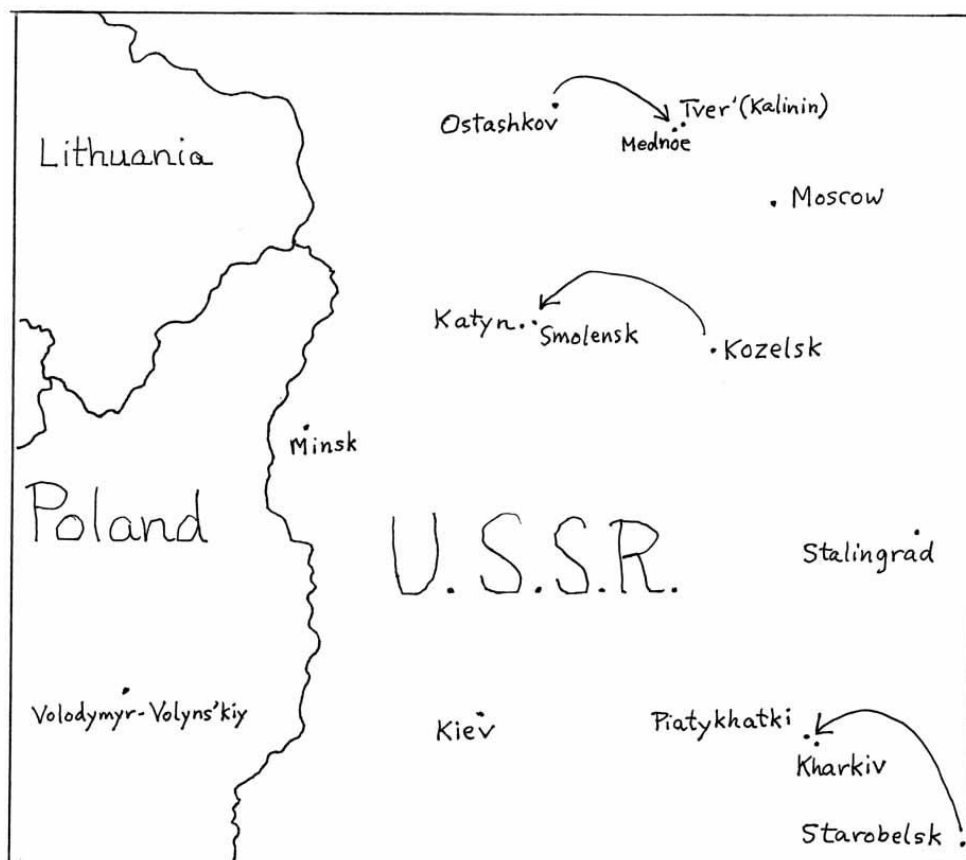 Ostashkov
Tver' (Kalinin)
Mednoe
Lithuania
Moscow
Katyn
Smolensk
Kozelsk
Minsk
Poland
U.S.S.R.
Stalingrad
Volodymyr-Volyns'kiy
Kiev
Piatykhatki
Kharkiv
Starobelsk